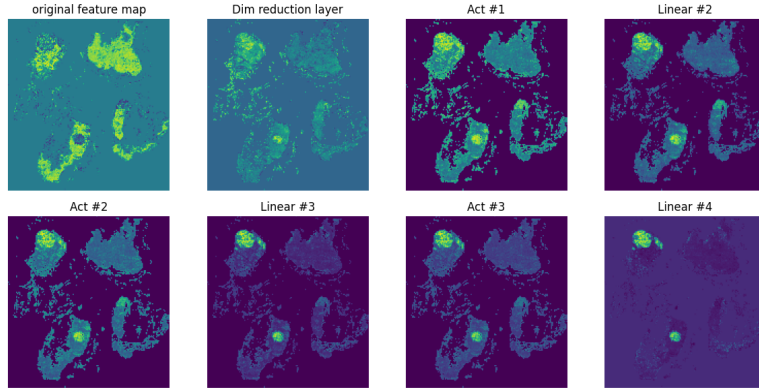 original feature map
Dim reduction layer
Act #1
Linear #2
Act #2
Linear #3
Act #3
Linear #4